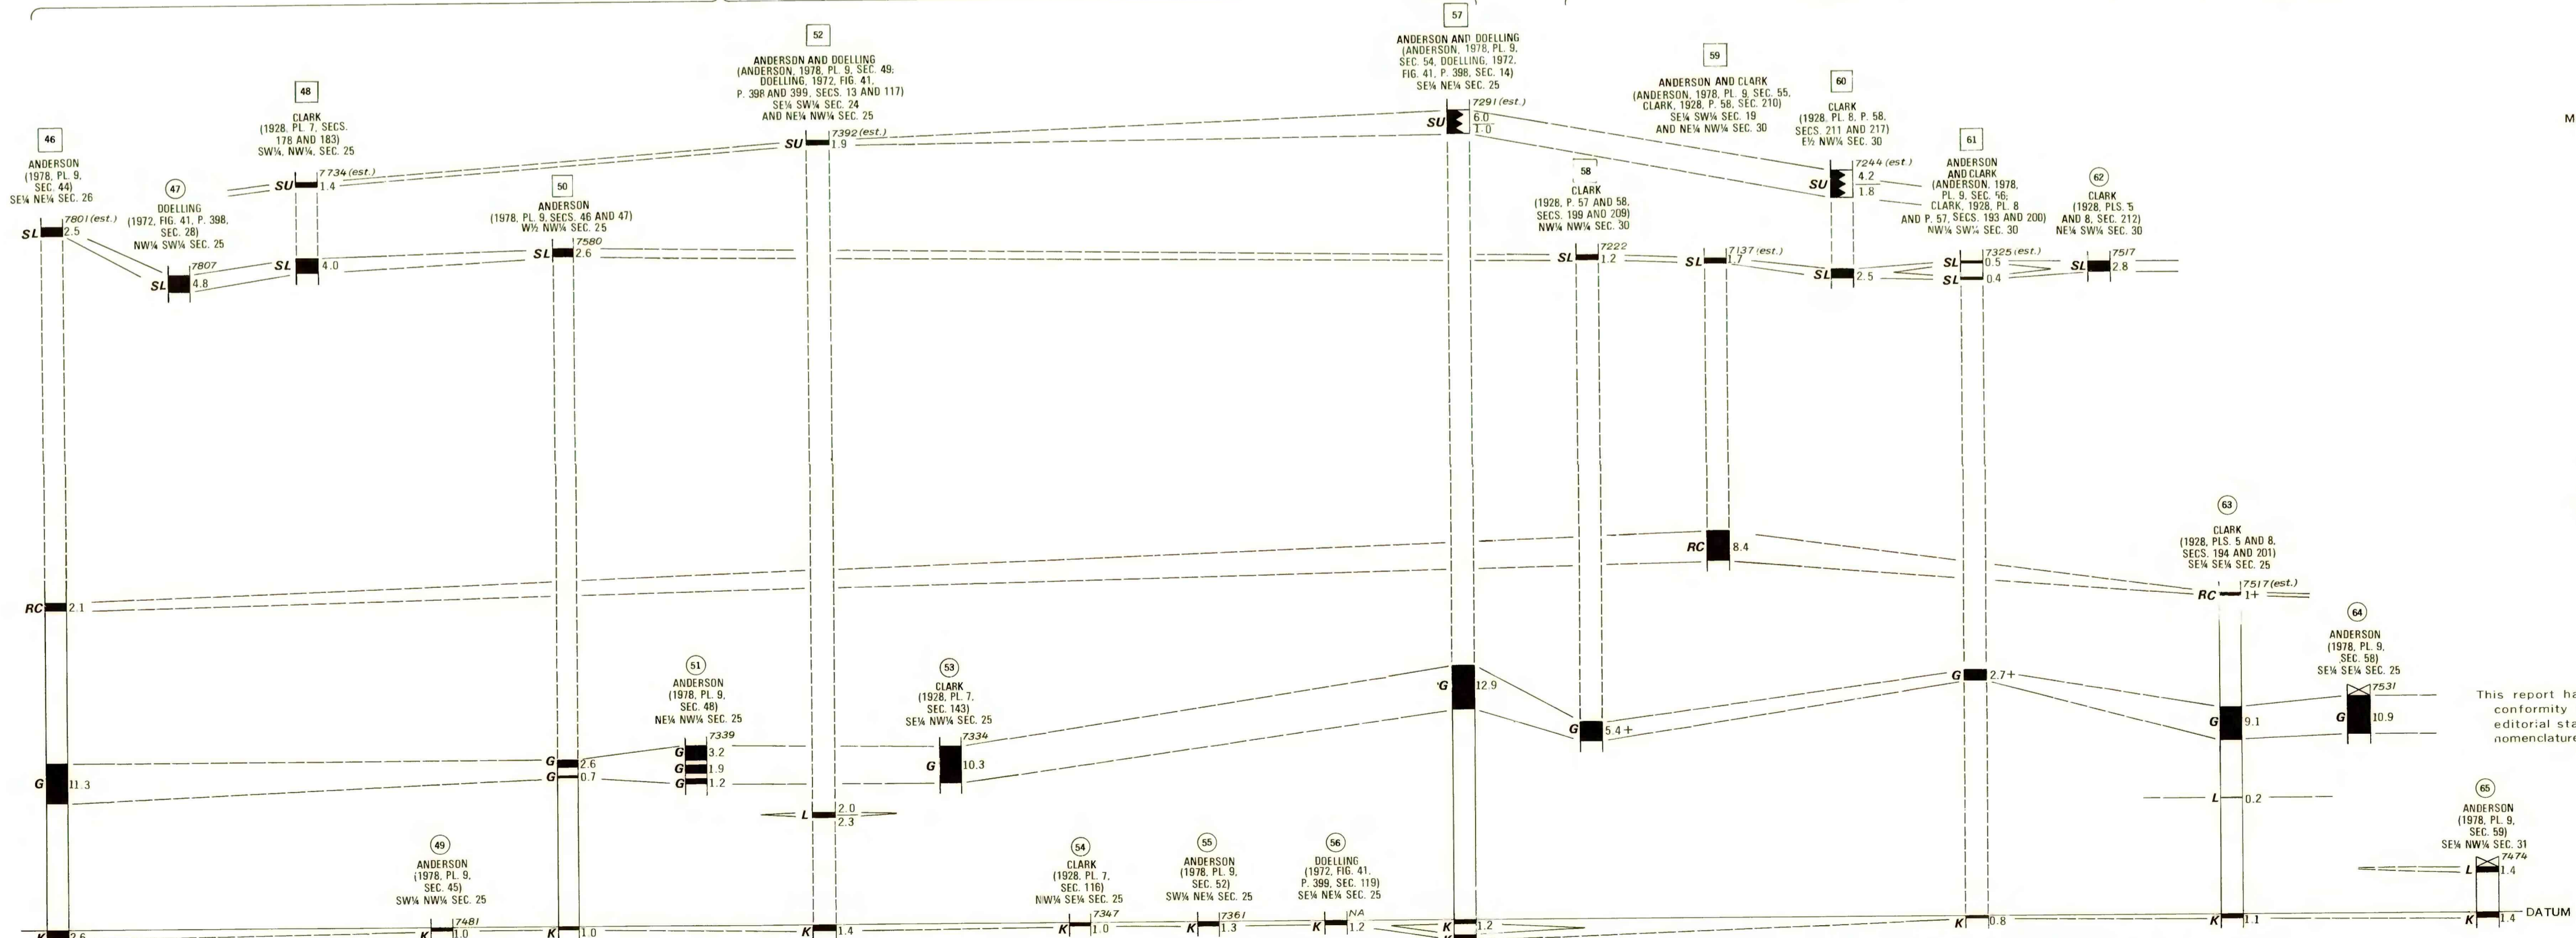 46
ANDERSON
(1978, PL. 9,
SEC. 44)
SE¼ NE¼ SEC. 26
7801 (est.)
SL 2.5
RC 2.1
G 11.3
K 2.6
47
DOELLING
(1972, FIG. 41, P. 398,
SEC. 28)
NW¼ SW¼ SEC. 25
7807
SL 4.8
48
CLARK
(1928. PL. 7, SECS.
178 AND 183)
SW¼, NW¼, SEC. 25
7734 (est.)
SU 1.4
SL 4.0
49
ANDERSON
(1978, PL. 9,
SEC. 45)
SW¼ NW¼ SEC. 25
7481
K 1.0
50
ANDERSON
(1978, PL. 9, SECS. 46 AND 47)
W½ NW¼ SEC. 25
7580
SL 2.6
G 2.6
G 0.7
K 1.0
51
ANDERSON
(1978, PL. 9,
SEC. 48)
NE¼ NW¼ SEC. 25
7339
G 3.2
G 1.9
G 1.2
52
ANDERSON AND DOELLING
(ANDERSON, 1978, PL. 9, SEC. 49;
DOELLING, 1972, FIG. 41,
P. 398 AND 399, SECS. 13 AND 117)
SE¼ SW¼ SEC. 24
AND NE¼ NW¼ SEC. 25
7392 (est.)
SU 1.9
L 2.0
2.3
K 1.4
53
CLARK
(1928, PL. 7,
SEC. 143)
SE¼ NW¼ SEC. 25
7334
G 10.3
54
CLARK
(1928, PL. 7,
SEC. 116)
NW¼ SE¼ SEC. 25
7347
K 1.0
55
ANDERSON
(1978, PL. 9,
SEC. 52)
SW¼ NE¼ SEC. 25
7361
K 1.3
56
DOELLING
(1972, FIG. 41,
P. 399, SEC. 119)
SE¼ NE¼ SEC. 25
NA
K 1.2
57
ANDERSON AND DOELLING
(ANDERSON, 1978, PL. 9,
SEC. 54, DOELLING, 1972,
FIG. 41, P. 398, SEC. 14)
SE¼ NE¼ SEC. 25
7291 (est.)
SU 6.0
1.0
G 12.9
K 1.2
58
CLARK
(1928, P. 57 AND 58,
SECS. 199 AND 209)
NW¼ NW¼ SEC. 30
7222
SL 1.2
G 5.4+
59
ANDERSON AND CLARK
(ANDERSON, 1978, PL. 9, SEC. 55,
CLARK, 1928, P. 58, SEC. 210)
SE¼ SW¼ SEC. 19
AND NE¼ NW¼ SEC. 30
7137 (est.)
SL 1.7
RC 8.4
60
CLARK
(1928. PL. 8, P. 58,
SECS. 211 AND 217)
E½ NW¼ SEC. 30
7244 (est.)
SU 4.2
1.8
SL 2.5
61
ANDERSON
AND CLARK
(ANDERSON, 1978,
PL. 9, SEC. 56;
CLARK, 1928, PL. 8
AND P. 57, SECS. 193 AND 200)
NW¼ SW¼ SEC. 30
7325 (est.)
SL 0.5
SL 0.4
G 2.7+
K 0.8
62
CLARK
(1928, PLS. 5
AND 8, SEC. 212)
NE¼ SW¼ SEC. 30
7517
SL 2.8
63
CLARK
(1928, PLS. 5 AND 8,
SECS. 194 AND 201)
SE¼ SE¼ SEC. 25
7517 (est.)
RC 1+
G 9.1
L 0.2
K 1.1
64
ANDERSON
(1978, PL. 9,
SEC. 58)
SE¼ SE¼ SEC. 25
7531
G 10.9
65
ANDERSON
(1978, PL. 9,
SEC. 59)
SE¼ NW¼ SEC. 31
7474
L 1.4
K 1.4
DATUM
M
This report ha
conformity
editorial sta
nomenclature